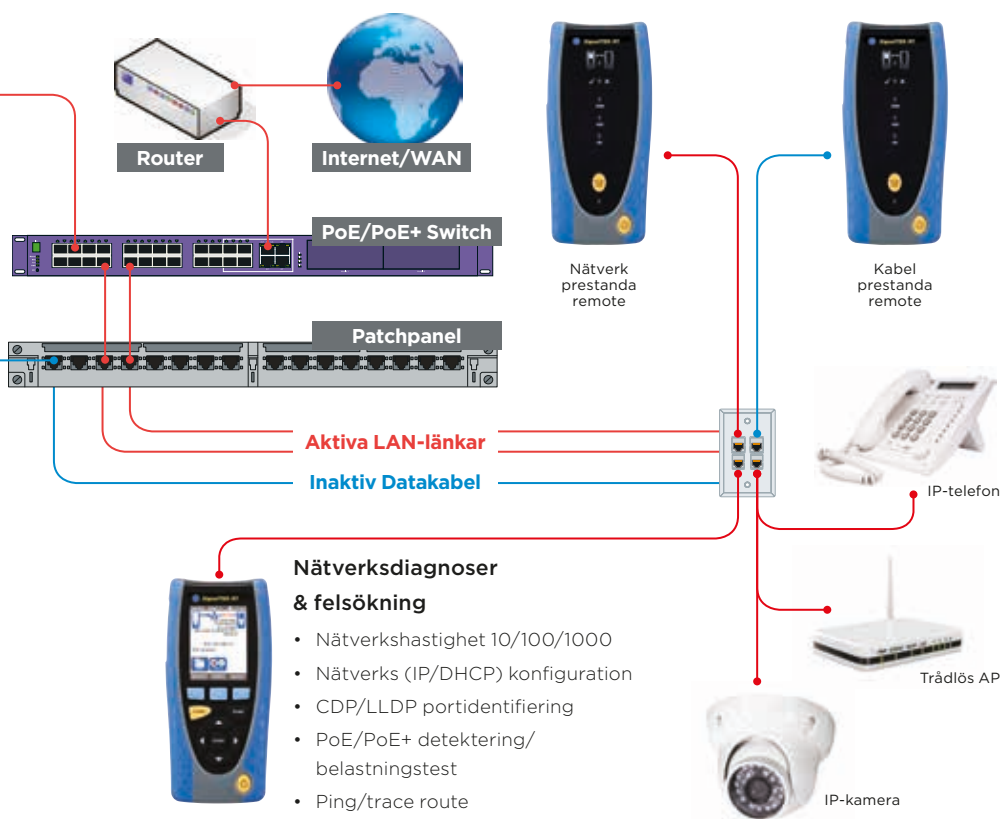 Router
Internet/WAN
PoE/PoE+ Switch
Patchpanel
Nätverk
prestanda
remote
Kabel
prestanda
remote
Aktiva LAN-länkar
Inaktiv Datakabel
IP-telefon
Trådlös AP
IP-kamera
Nätverksdiagnoser
& felsökning
• Nätverkshastighet 10/100/1000
• Nätverks (IP/DHCP) konfiguration
• CDP/LLDP portidentifiering
• PoE/PoE+ detektering/
belastningstest
• Ping/trace route